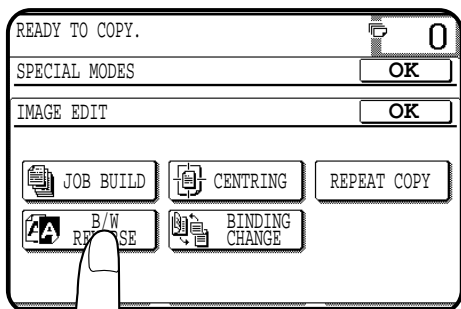 READY TO COPY.
0
SPECIAL MODES
OK
IMAGE EDIT
OK
JOB BUILD
CENTRING
REPEAT COPY
B/W
BINDING
CHANGE